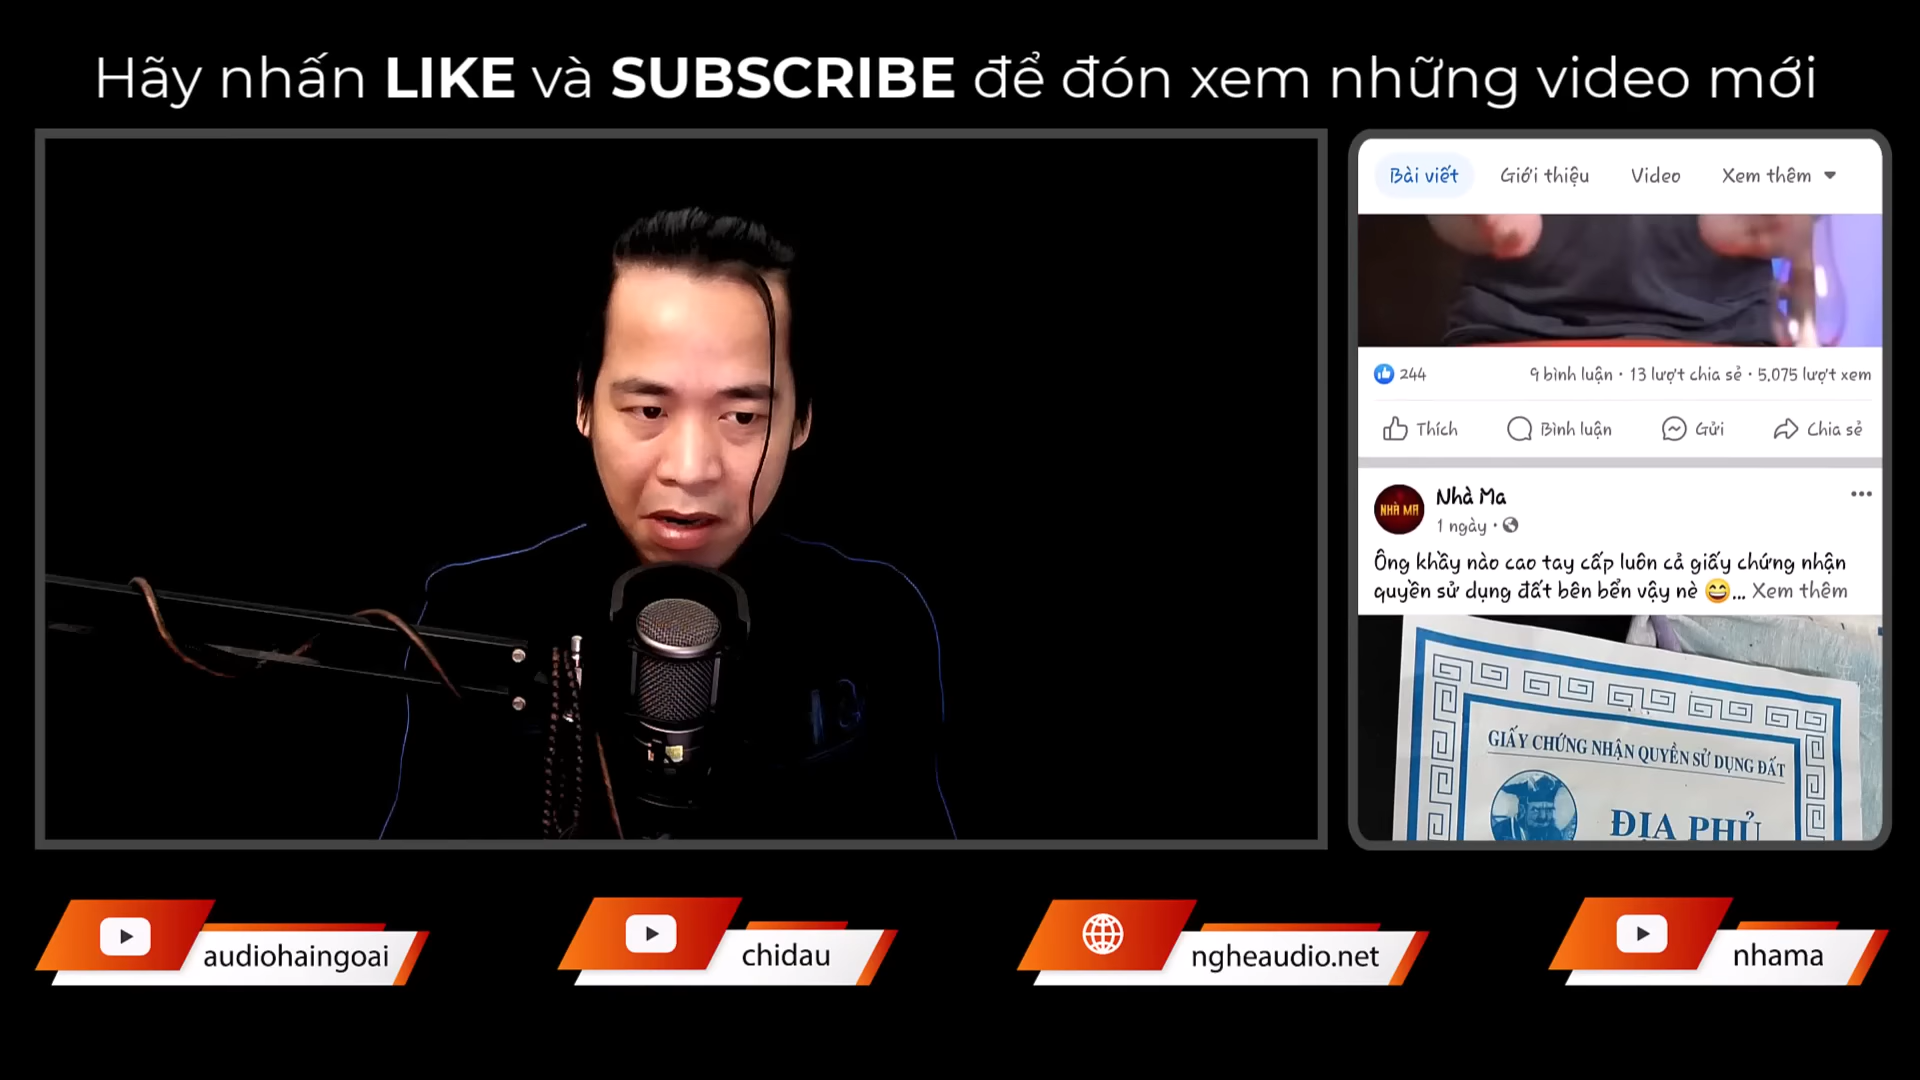 Hãy nhấn LIKE và SUBSCRIBE để đón xem những video mới
Bài viết Giới thiệu Video Xem thêm
244 9 bình luận · 13 lượt chia sẻ · 5.075 lượt xem
Thích Bình luận Gửi Chia sẻ
NHÀ MA
Nhà Ma
1 ngày ·
Ông khầy nào cao tay cấp luôn cả giấy chứng nhận
quyền sử dụng đất bên bển vậy nè 😄... Xem thêm
GIẤY CHỨNG NHẬN QUYỀN SỬ DỤNG ĐẤT
ĐỊA PHỦ
audiohaingoai
chidau
ngheaudio.net
nhama